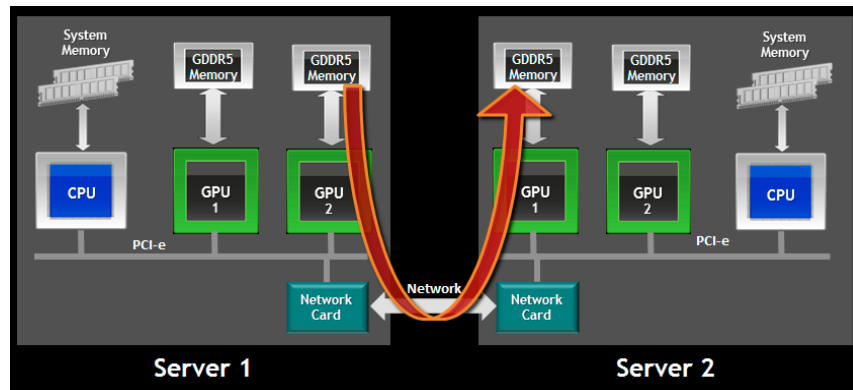 System
Memory
GDDR5
Memory
GDDR5
Memory
CPU
GPU
1
GPU
2
PCI-e
Network
Card
Server 1
Network
GDDR5
Memory
GDDR5
Memory
System
Memory
GPU
1
GPU
2
CPU
PCI-e
Network
Card
Server 2